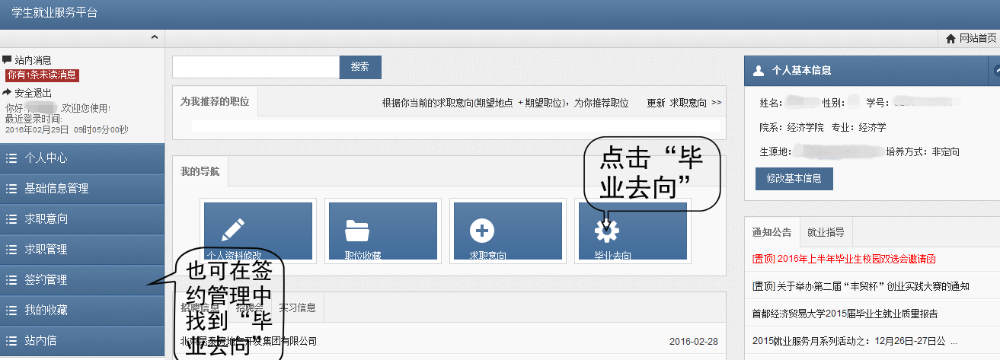 学生就业服务平台
网站首页
站内消息
你有1条未读消息
安全退出
你好 .欢迎您使用!
最近登录时间:
2016年02月29日 09时05分00秒
个人中心
基础信息管理
求职意向
求职管理
签约管理
我的收藏
站内信
搜索
为我推荐的职位
根据你当前的求职意向(期望地点 +期望职位)，为你推荐职位 更新 求职意向 >>
我的导航
点击“毕
业去向”
个人资料修改
职位收藏
求职意向
毕业去向
也可在签
约管理中
找到“毕
业去向”
招聘信息
招聘会
实习信息
地产开发集团有限公司
2016-02-28
个人基本信息
姓名: 性别: 学号:
院系: 经济学院 专业: 经济学
生源地: 培养方式: 非定向
修改基本信息
通知公告
就业指导
[置顶] 2016年上半年毕业生校园双选会邀请函
[置顶] 关于举办第二届“丰贸杯”创业实践大赛的通知
首都经济贸易大学2015届毕业生就业质量报告
2015就业服务月系列活动之：12月26日-27日公 ...